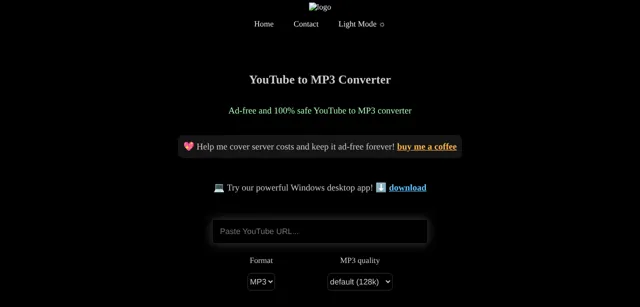 logo
Home Contact Light Mode ☼
YouTube to MP3 Converter
Ad-free and 100% safe YouTube to MP3 converter
💖 Help me cover server costs and keep it ad-free forever! buy me a coffee
💻 Try our powerful Windows desktop app! ⬇️ download
Paste YouTube URL...
Format MP3 quality
MP3 default (128k)